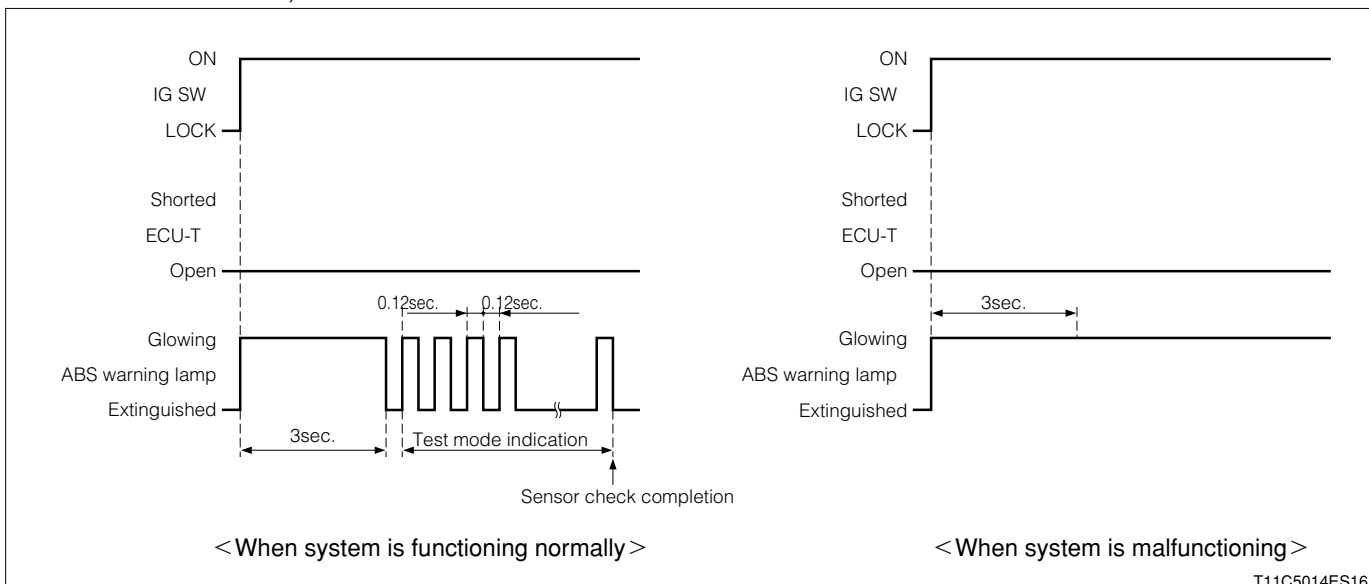 ON
IG SW
LOCK
Shorted
ECU-T
Open
0.12sec. 0.12sec.
Glowing
ABS warning lamp
Extinguished
3sec. Test mode indication
Sensor check completion
<When system is functioning normally>
ON
IG SW
LOCK
Shorted
ECU-T
Open
3sec.
Glowing
ABS warning lamp
Extinguished
<When system is malfunctioning>
T11C5014ES16